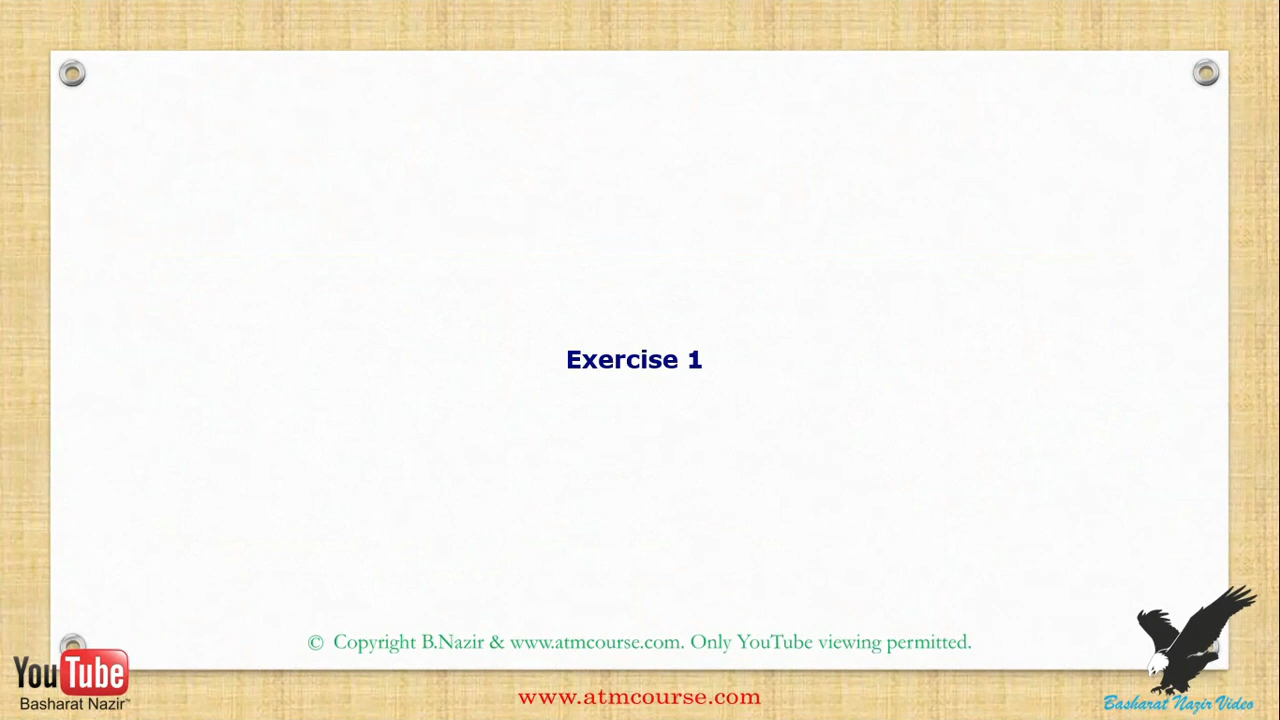 Exercise 1
© Copyright B.Nazir & www.atmcourse.com. Only YouTube viewing permitted.
YouTube
Basharat Nazir™
www.atmcourse.com
Basharat Nazir Video